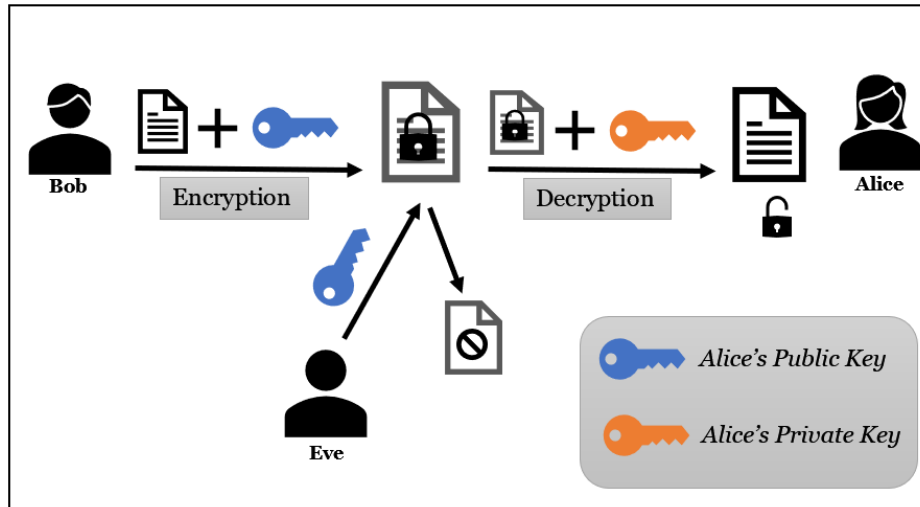 Bob
Encryption
Decryption
Alice
Eve
Alice's Public Key
Alice's Private Key